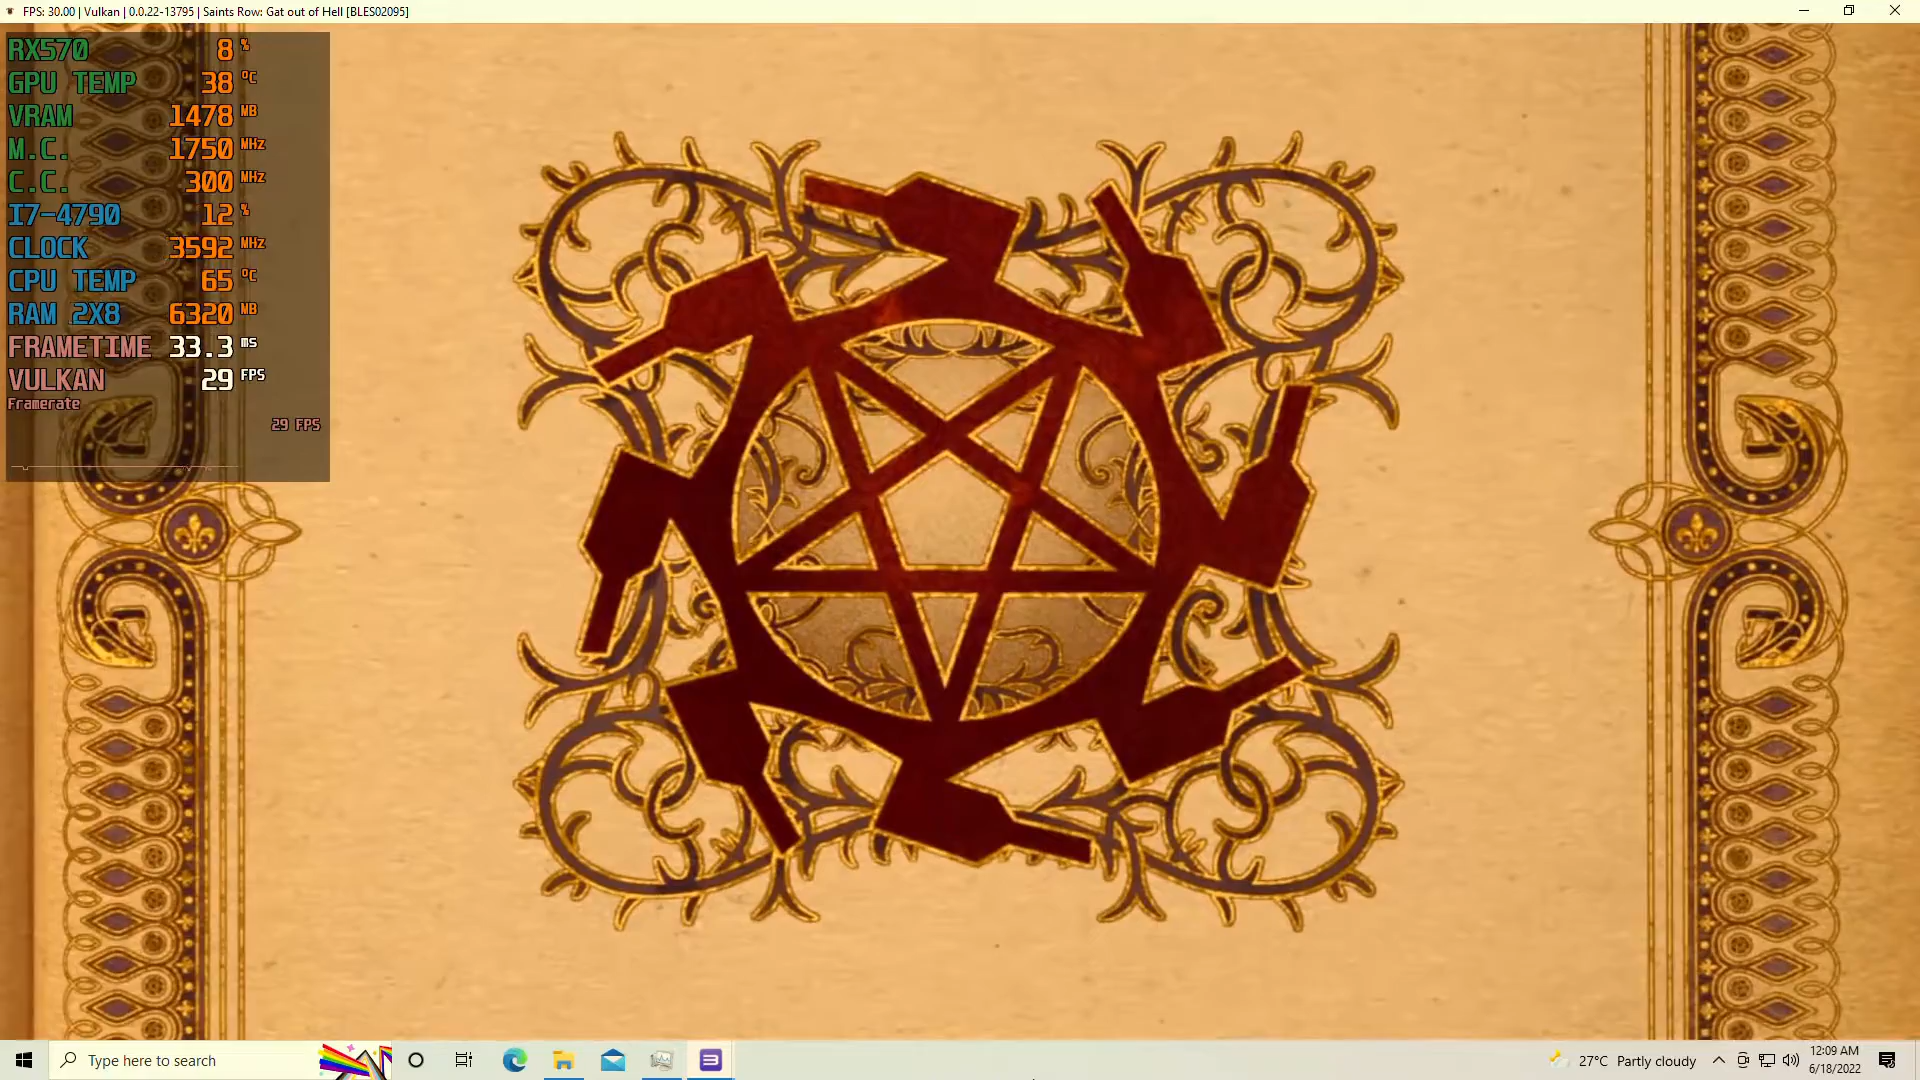 FPS: 30.00 | Vulkan | 0.0.22-13795 | Saints Row: Gat out of Hell [BLES02095]
RX570 8 %
GPU TEMP 38 °C
VRAM 1478 MB
M.C. 1750 MHz
C.C. 300 MHz
I7-4790 12 %
CLOCK 3592 MHz
CPU TEMP 65 °C
RAM 2X8 6320 MB
FRAMETIME 33.3 ms
VULKAN 29 FPS
Framerate
29 FPS
Type here to search
27°C Partly cloudy
12:09 AM
6/18/2022